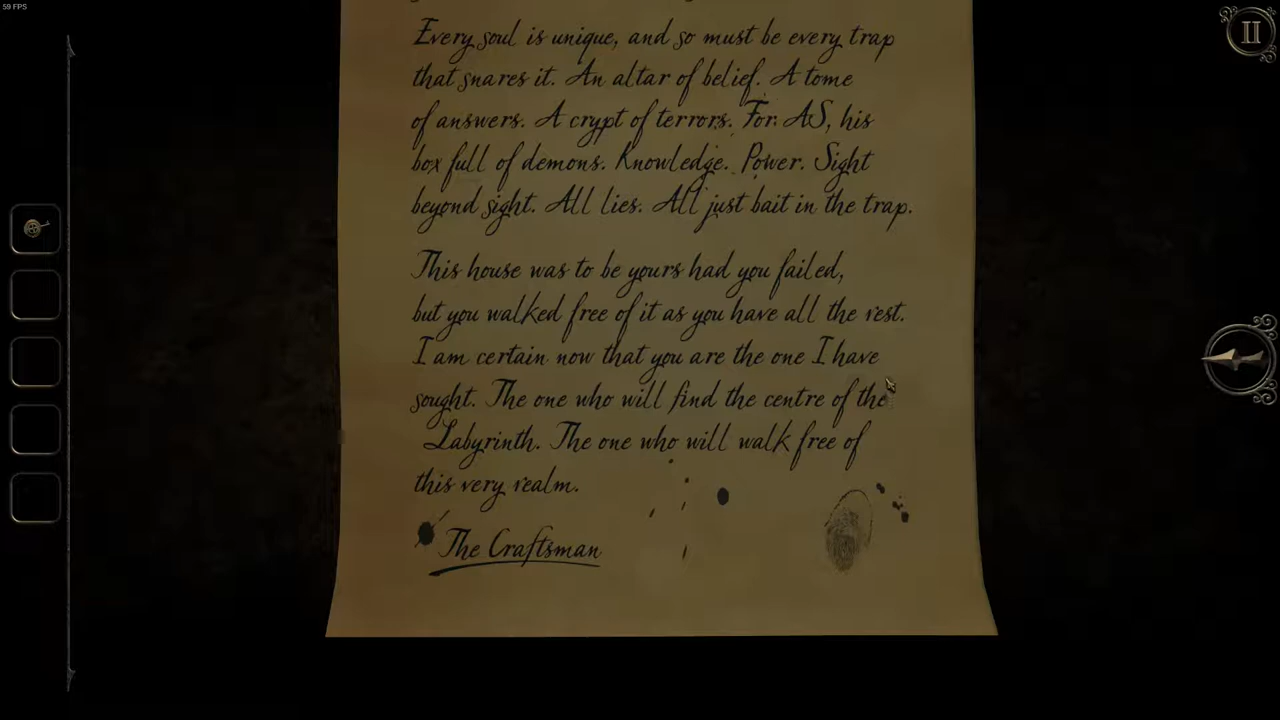 59 FPS
Every soul is unique, and so must be every trap
that snares it. An altar of belief. A tome
of answers. A crypt of terrors. For AS, his
box full of demons. Knowledge. Power. Sight
beyond sight. All lies. All just bait in the trap.
This house was to be yours had you failed,
but you walked free of it as you have all the rest.
I am certain now that you are the one I have
sought. The one who will find the centre of the
Labyrinth. The one who will walk free of
this very realm.
The Craftsman